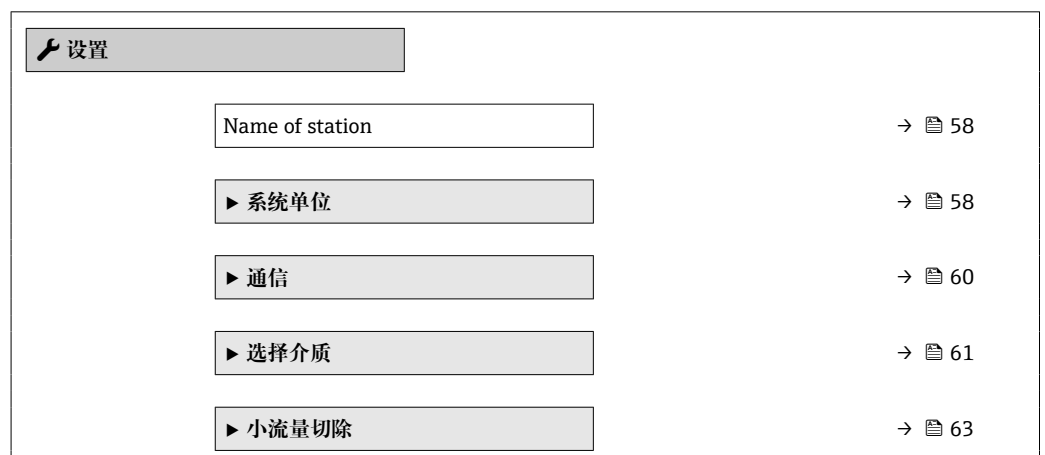 设置
Name of station → 58
▶ 系统单位 → 58
▶ 通信 → 60
▶ 选择介质 → 61
▶ 小流量切除 → 63